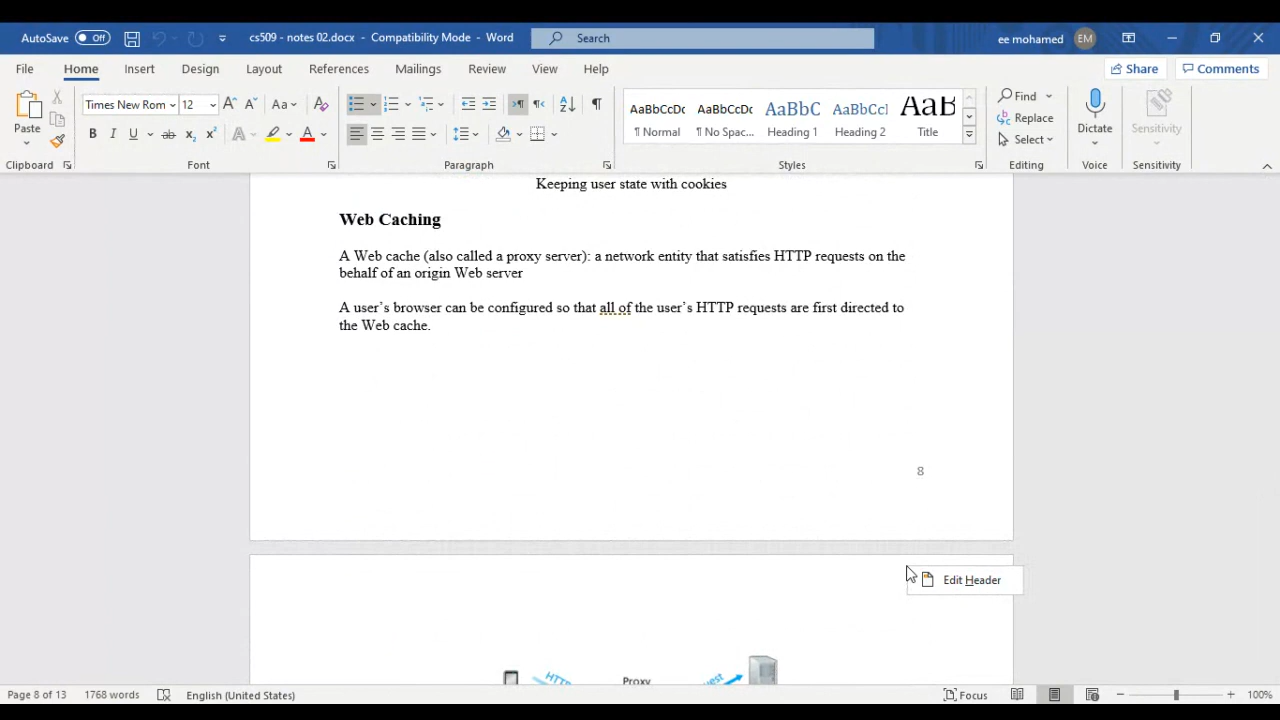 AutoSave Off cs509 - notes 02.docx - Compatibility Mode - Word Search ee mohamed EM
File Home Insert Design Layout References Mailings Review View Help Share Comments
Times New Rom 12 Aa AaBbCcDc AaBbCcDc AaBbC AaBbCcl AaB Find
Paste Replace Dictate Sensitivity
B I U ab x₂ x² A A ¶ Normal ¶ No Spac... Heading 1 Heading 2 Title Select
Clipboard Font Paragraph Styles Editing Voice Sensitivity
Keeping user state with cookies
Web Caching
A Web cache (also called a proxy server): a network entity that satisfies HTTP requests on the
behalf of an origin Web server
A user’s browser can be configured so that all of the user’s HTTP requests are first directed to
the Web cache.
8
Edit Header
HTTP Proxy
Page 8 of 13 1768 words English (United States) Focus 100%